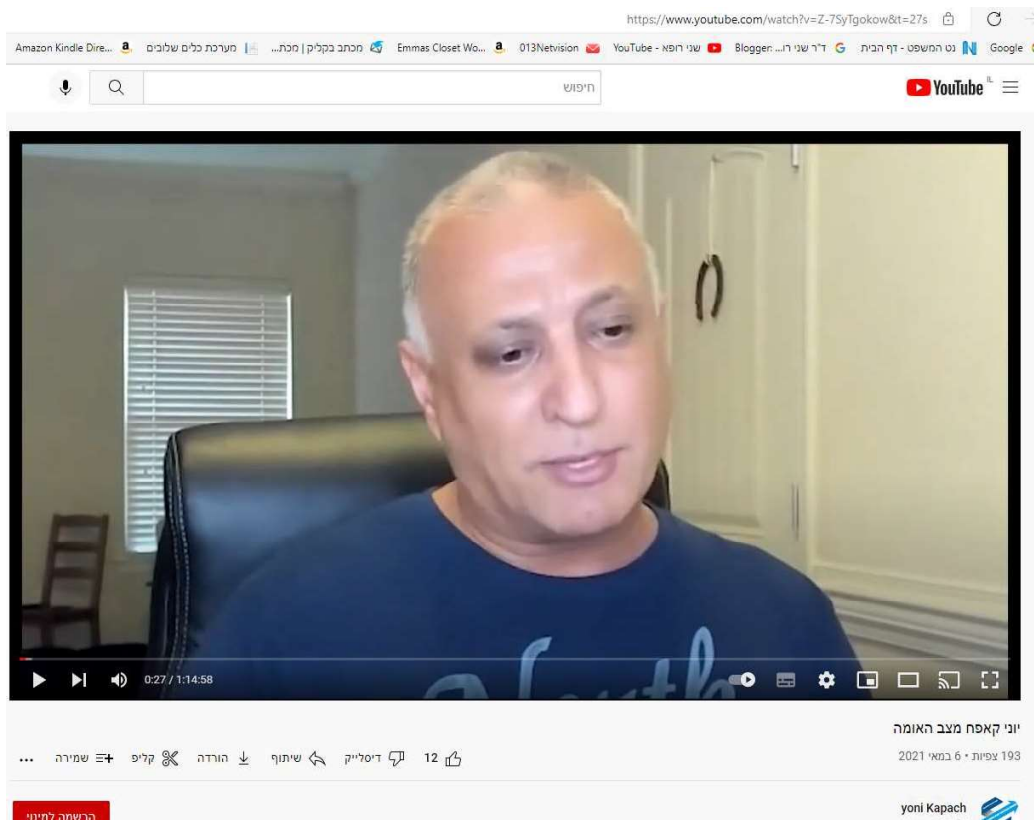 https://www.youtube.com/watch?v=Z-7SyTgokow&t=27s
Google נט המשפט - דף הבית ד"ר שני רו... Blogger: שני רופא - YouTube 013Netvision Emmas Closet Wo... מכתב בקליק | מכת... מערכת כלים שלובים Amazon Kindle Dire...
YouTube IL
חיפוש
North
0:27 / 1:14:58
יוני קאפח מצב האומה
193 צפיות • 6 במאי 2021
12 דיסלייק שיתוף הורדה קליפ שמירה ...
yoni Kapach
הרשמה למינוי